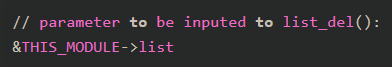 // parameter to be inputed to list_del():
&THIS_MODULE->list